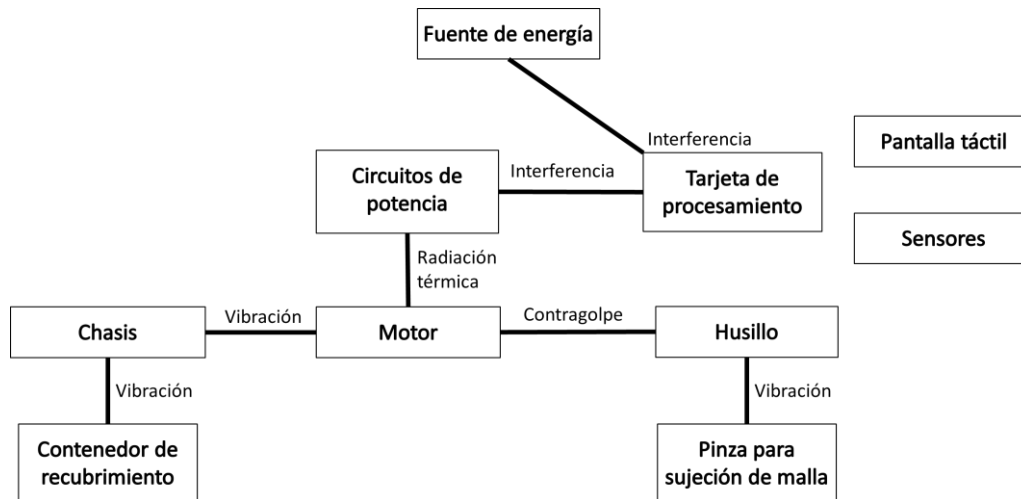 Fuente de energía
Interferencia
Pantalla táctil
Circuitos de
potencia
Interferencia
Tarjeta de
procesamiento
Sensores
Radiación
térmica
Chasis
Vibración
Motor
Contragolpe
Husillo
Vibración
Vibración
Contenedor de
recubrimiento
Pinza para
sujeción de malla